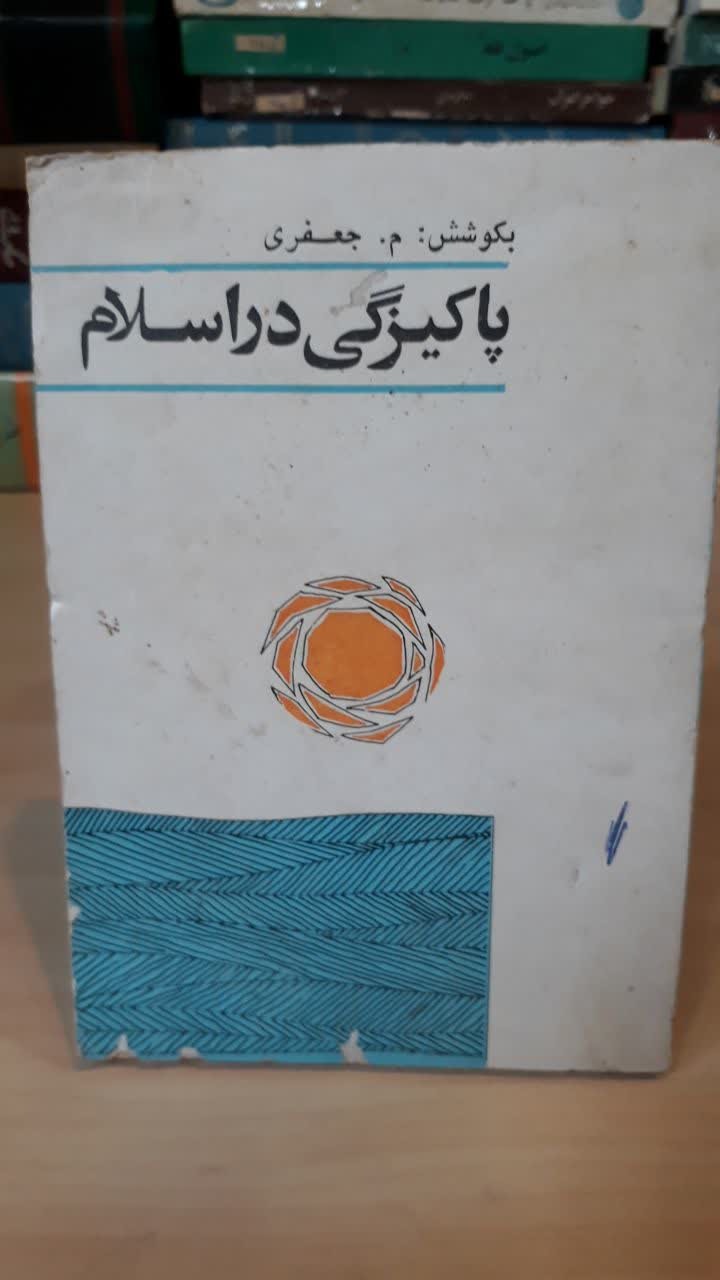 بکوشش: م. جعفری
پاکیزگی در اسلام